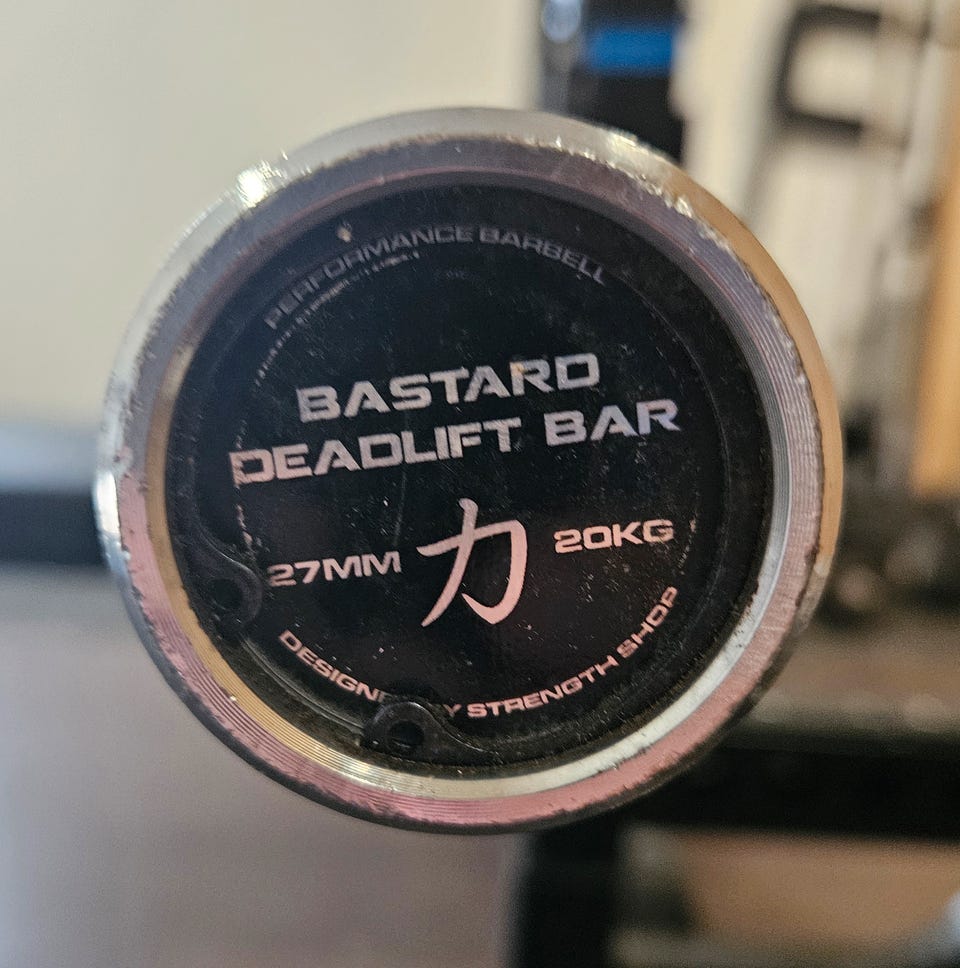 PERFORMANCE BARBELL
BASTARD
DEADLIFT BAR
27MM 力 20KG
DESIGNED BY STRENGTH SHOP